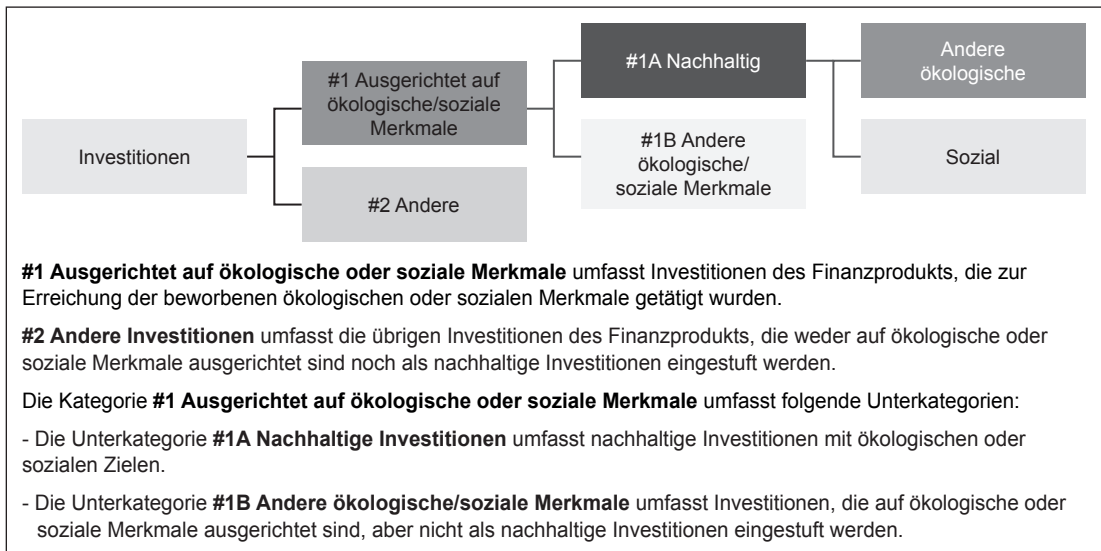 Investitionen
#1 Ausgerichtet auf
ökologische/soziale
Merkmale
#2 Andere
#1A Nachhaltig
#1B Andere
ökologische/
soziale Merkmale
Andere
ökologische
Sozial
#1 Ausgerichtet auf ökologische oder soziale Merkmale umfasst Investitionen des Finanzprodukts, die zur
Erreichung der beworbenen ökologischen oder sozialen Merkmale getätigt wurden.
#2 Andere Investitionen umfasst die übrigen Investitionen des Finanzprodukts, die weder auf ökologische oder
soziale Merkmale ausgerichtet sind noch als nachhaltige Investitionen eingestuft werden.
Die Kategorie #1 Ausgerichtet auf ökologische oder soziale Merkmale umfasst folgende Unterkategorien:
- Die Unterkategorie #1A Nachhaltige Investitionen umfasst nachhaltige Investitionen mit ökologischen oder
sozialen Zielen.
- Die Unterkategorie #1B Andere ökologische/soziale Merkmale umfasst Investitionen, die auf ökologische oder
soziale Merkmale ausgerichtet sind, aber nicht als nachhaltige Investitionen eingestuft werden.